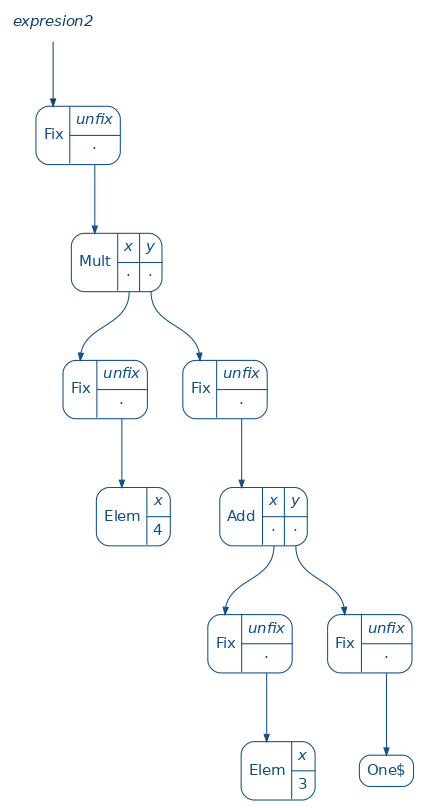 expresion2
Fix unfix
.
Mult x y
. .
Fix unfix
.
Fix unfix
.
Elem x
4
Add x y
. .
Fix unfix
.
Fix unfix
.
Elem x
3
One$